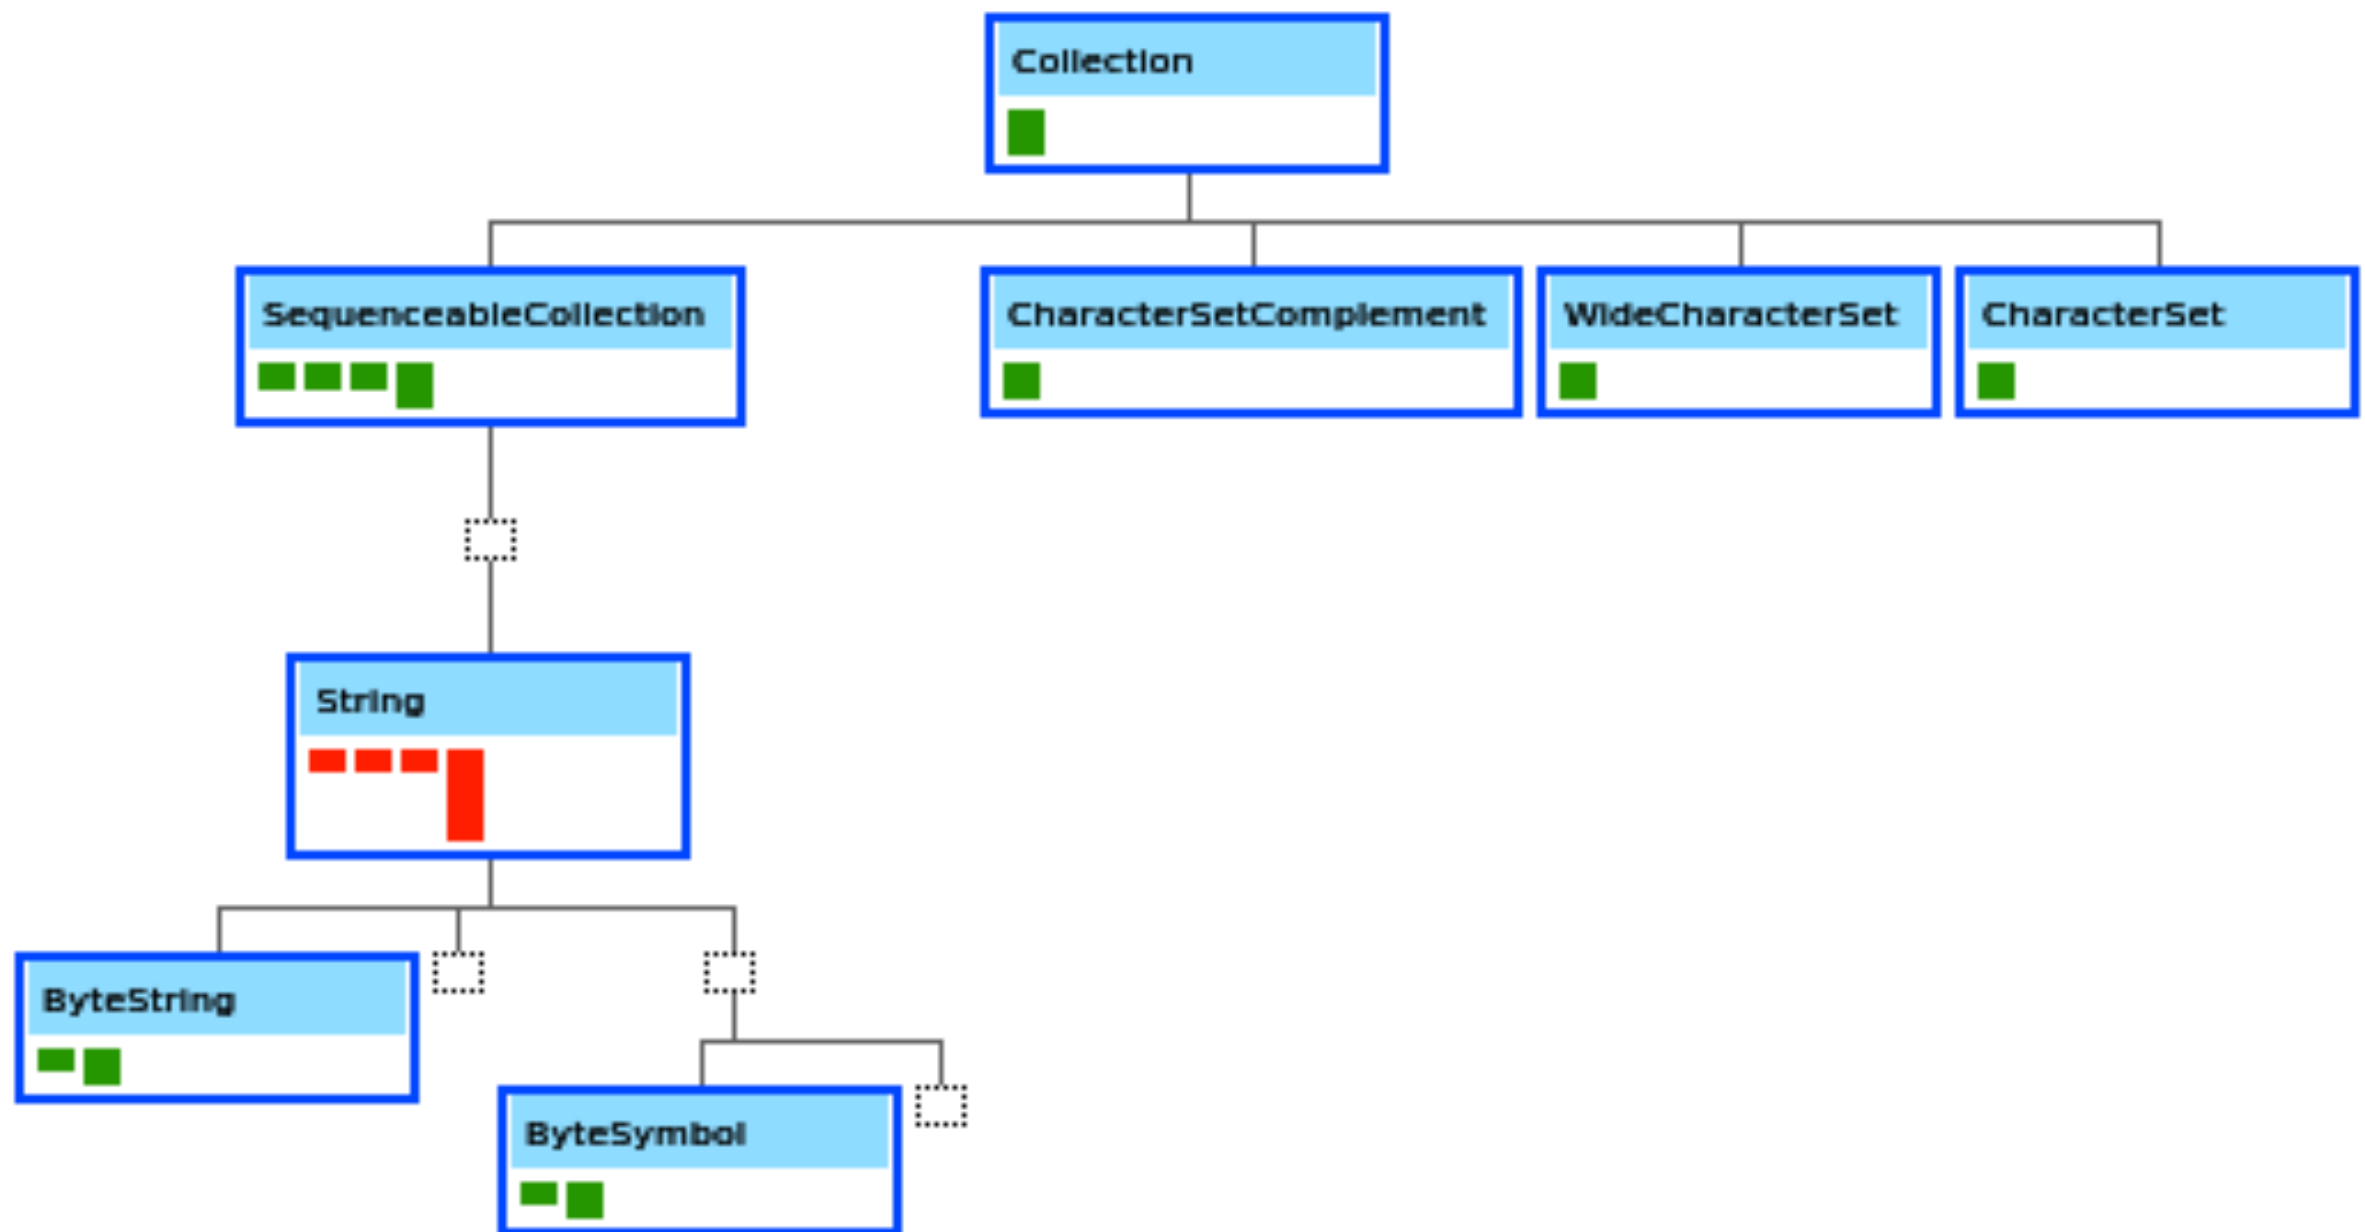 Collection
SequenceableCollection
CharacterSetComplement
WideCharacterSet
CharacterSet
String
ByteString
ByteSymbol